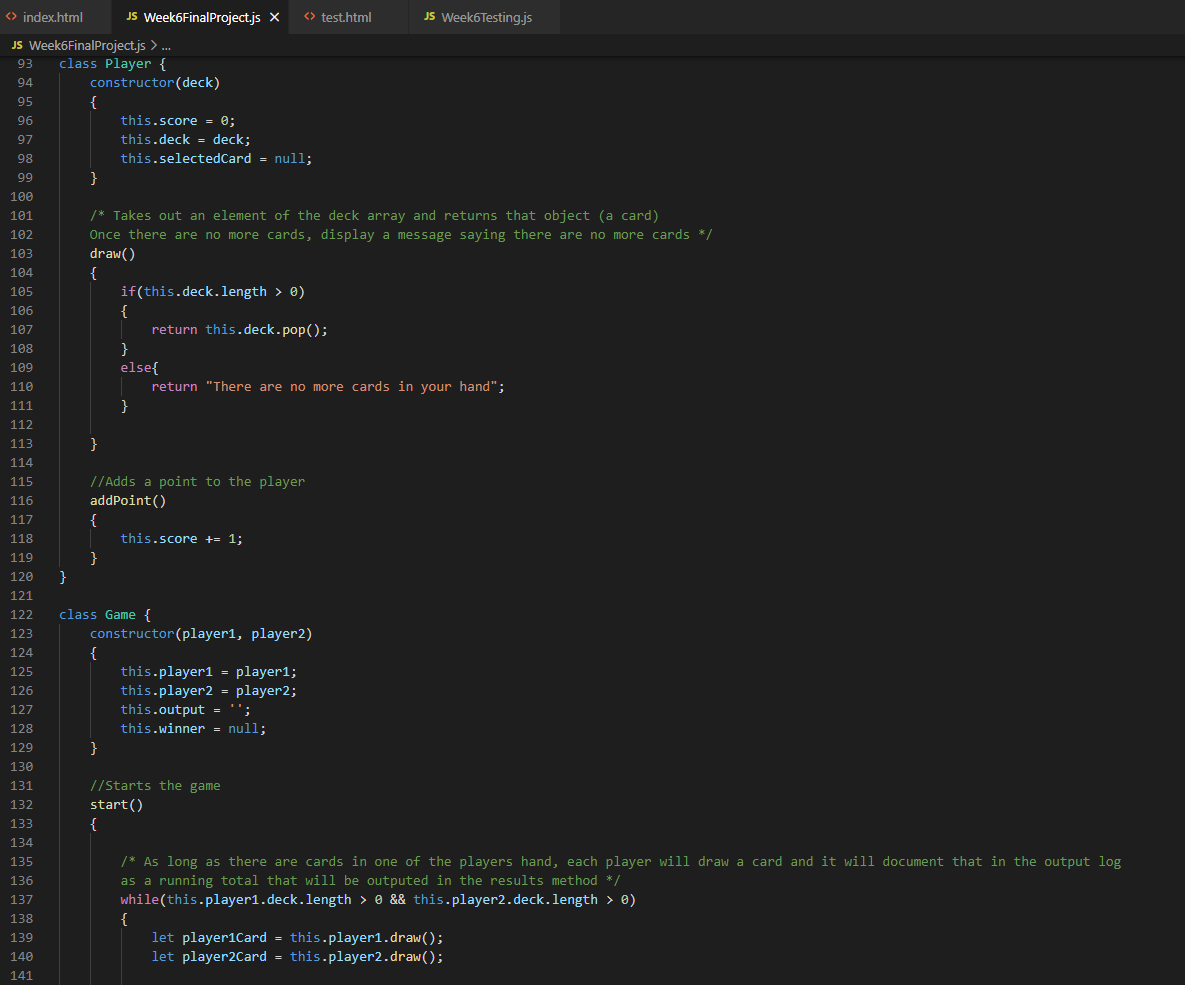 index.html JS Week6FinalProject.js test.html JS Week6Testing.js
JS Week6FinalProject.js > ...
93 class Player {
94 constructor(deck)
95 {
96 this.score = 0;
97 this.deck = deck;
98 this.selectedCard = null;
99 }
100
101 /* Takes out an element of the deck array and returns that object (a card)
102 Once there are no more cards, display a message saying there are no more cards */
103 draw()
104 {
105 if(this.deck.length > 0)
106 {
107 return this.deck.pop();
108 }
109 else{
110 return "There are no more cards in your hand";
111 }
112
113 }
114
115 //Adds a point to the player
116 addPoint()
117 {
118 this.score += 1;
119 }
120 }
121
122 class Game {
123 constructor(player1, player2)
124 {
125 this.player1 = player1;
126 this.player2 = player2;
127 this.output = '';
128 this.winner = null;
129 }
130
131 //Starts the game
132 start()
133 {
134
135 /* As long as there are cards in one of the players hand, each player will draw a card and it will document that in the output log
136 as a running total that will be outputed in the results method */
137 while(this.player1.deck.length > 0 && this.player2.deck.length > 0)
138 {
139 let player1Card = this.player1.draw();
140 let player2Card = this.player2.draw();
141